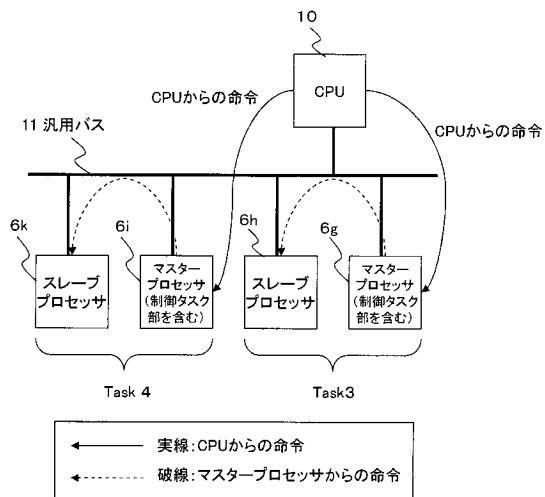 10
CPU
CPUからの命令
CPUからの命令
11 汎用バス
6k
6i
6h
6g
スレーブ
プロセッサ
マスター
プロセッサ
(制御タスク
部を含む)
スレーブ
プロセッサ
マスター
プロセッサ
(制御タスク
部を含む)
Task 4
Task3
実線:CPUからの命令
破線:マスタープロセッサからの命令